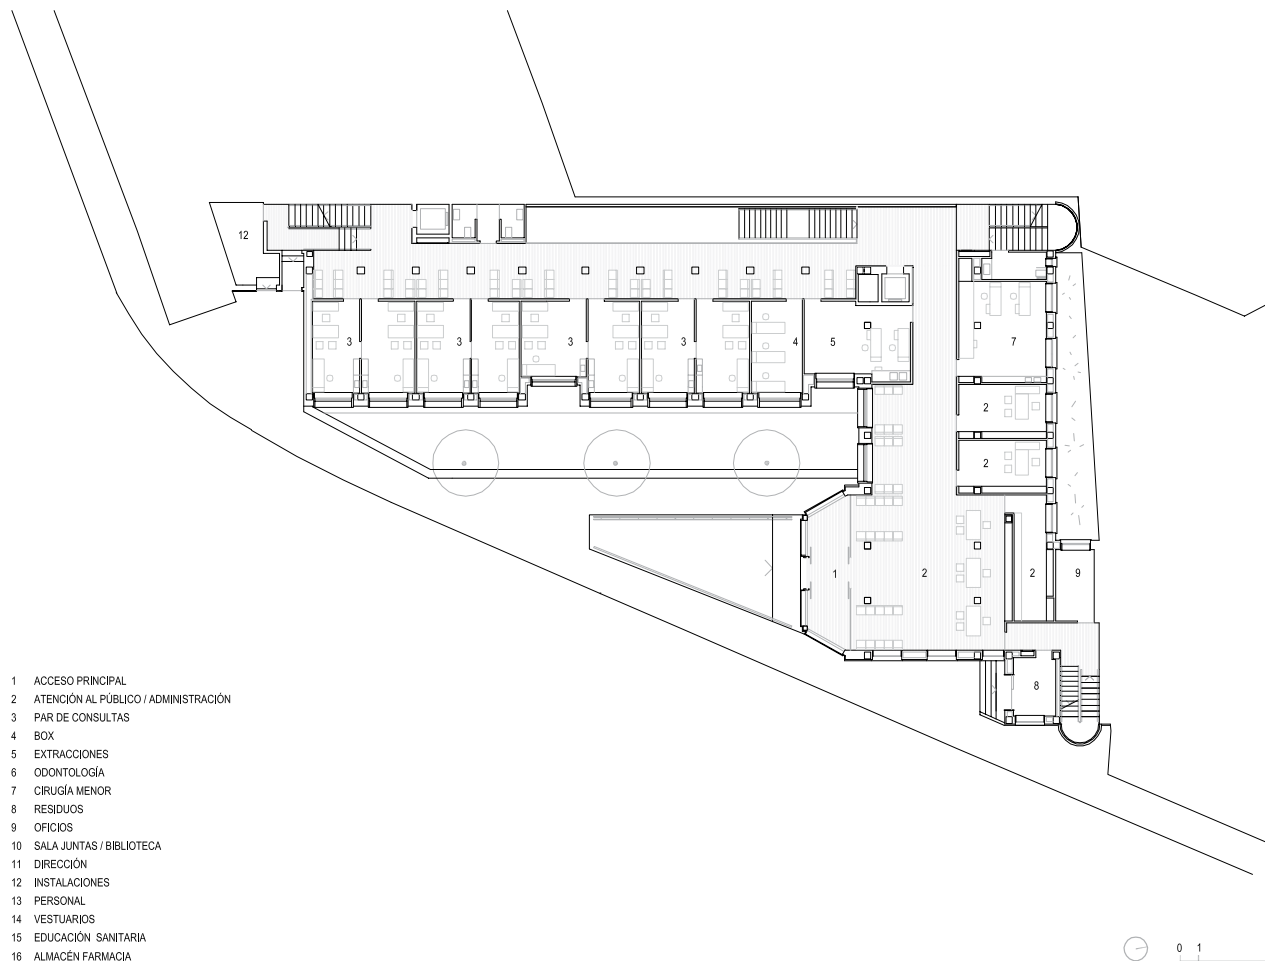 12
3
3
3
3
4
5
7
2
2
1
2
2
9
8
1 ACCESO PRINCIPAL
2 ATENCIÓN AL PÚBLICO / ADMINISTRACIÓN
3 PAR DE CONSULTAS
4 BOX
5 EXTRACCIONES
6 ODONTOLOGÍA
7 CIRUGÍA MENOR
8 RESIDUOS
9 OFICIOS
10 SALA JUNTAS / BIBLIOTECA
11 DIRECCIÓN
12 INSTALACIONES
13 PERSONAL
14 VESTUARIOS
15 EDUCACIÓN SANITARIA
16 ALMACÉN FARMACIA
0 1